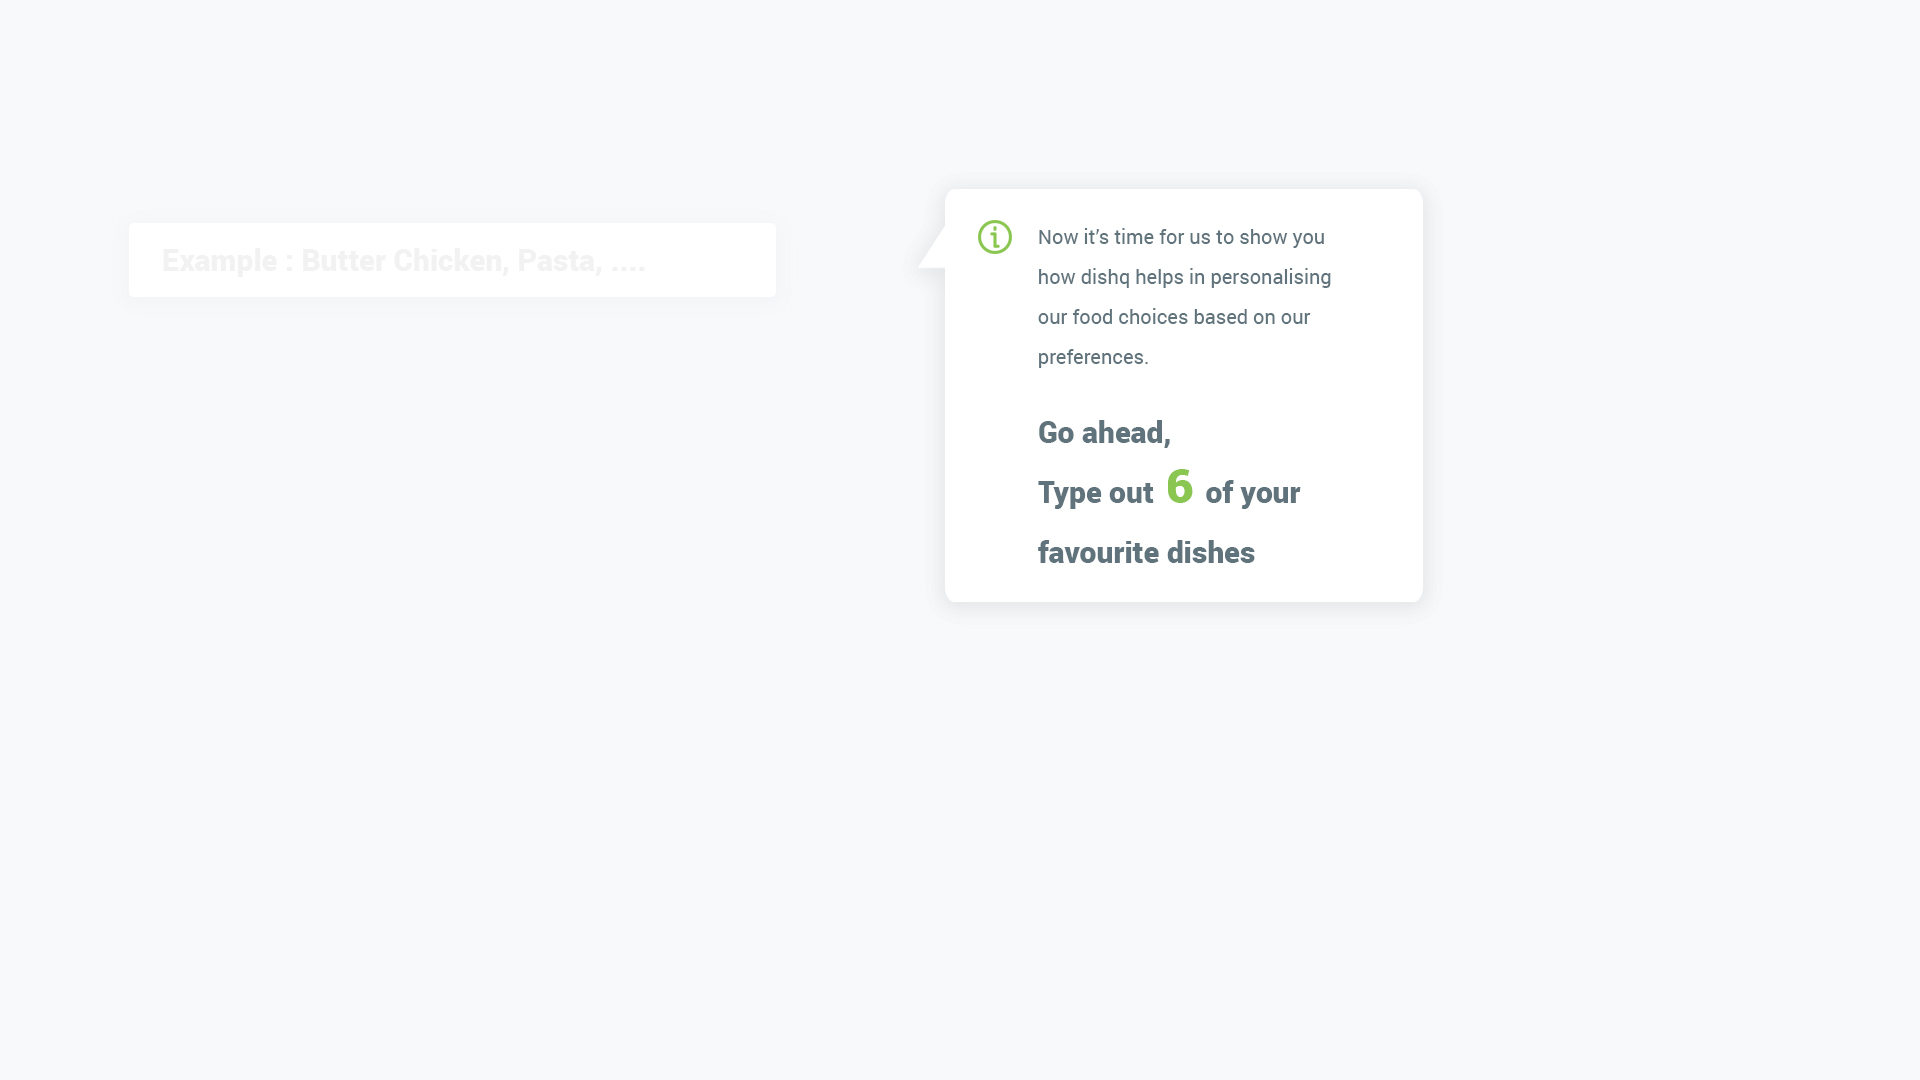 Example : Butter Chicken, Pasta, ....
Now it’s time for us to show you
how dishq helps in personalising
our food choices based on our
preferences.
Go ahead,
Type out 6 of your
favourite dishes